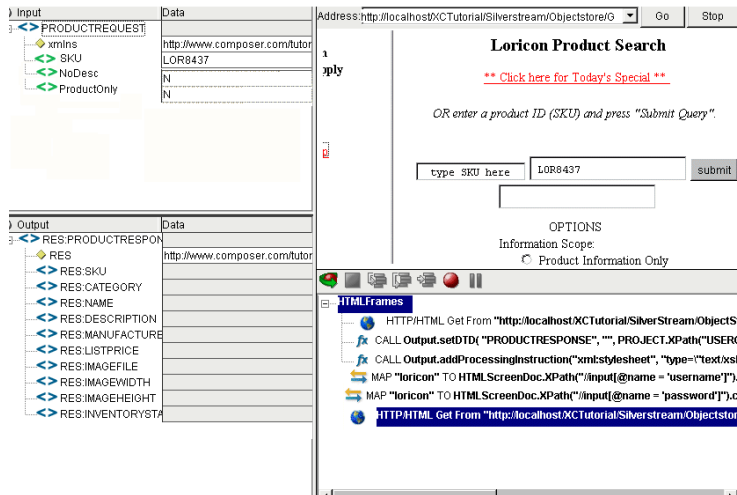 Input Data
PRODUCTREQUEST
xmlns http://www.composer.com/tutor
SKU LOR8437
NoDesc N
ProductOnly N
Output Data
RES:PRODUCTRESPON
RES http://www.composer.com/tutor
RES:SKU
RES:CATEGORY
RES:NAME
RES:DESCRIPTION
RES:MANUFACTURE
RES:LISTPRICE
RES:IMAGEFILE
RES:IMAGEWIDTH
RES:IMAGEHEIGHT
RES:INVENTORYSTA
Address: http://localhost/XCTutorial/Silverstream/Objectstore/G Go Stop
Loricon Product Search
pply
** Click here for Today's Special **
OR enter a product ID (SKU) and press "Submit Query".
type SKU here LOR8437 submit
OPTIONS
Information Scope:
Product Information Only
HTMLFrames
HTTP/HTML Get From "http://localhost/XCTutorial/SilverStream/ObjectS
fx CALL Output.setDTD( "PRODUCTRESPONSE", "", PROJECT.XPath("USERC
fx CALL Output.addProcessingInstruction("xml:stylesheet", "type=\"text/xsl
MAP "loricon" TO HTMLScreenDoc.XPath("//input[@name = 'username']").
MAP "loricon" TO HTMLScreenDoc.XPath("//input[@name = 'password']").c
HTTP/HTML Get From "http://localhost/XCTutorial/Silverstream/Objectstor